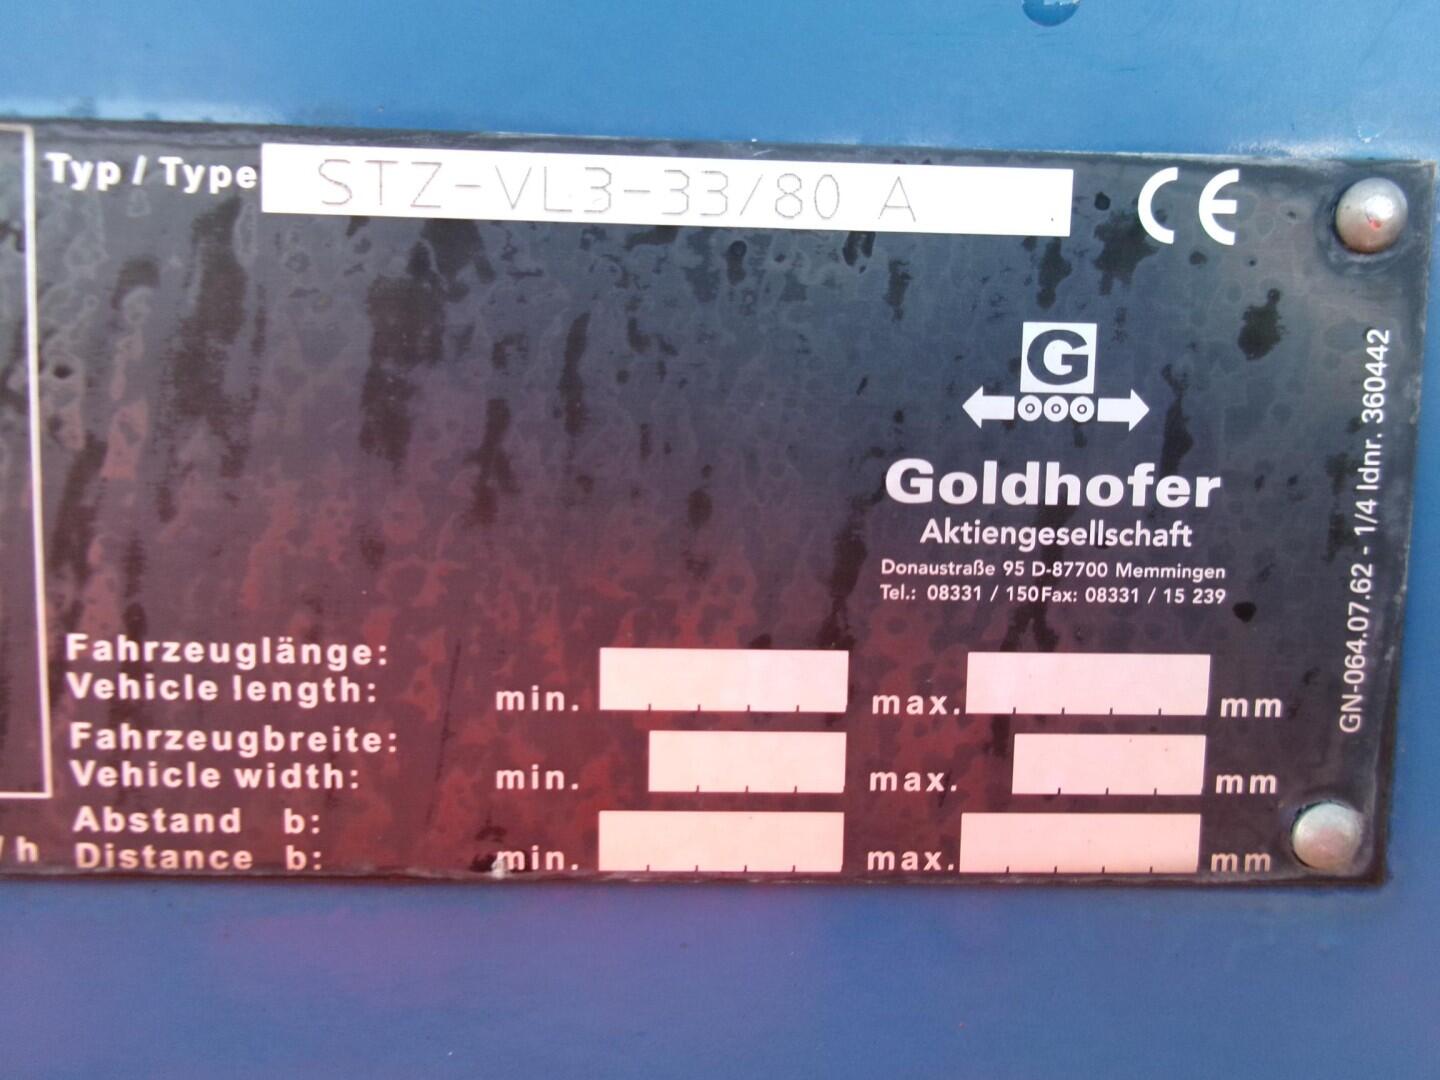 Typ / Type STZ-VL3-33/80 A CE
G
Goldhofer
Aktiengesellschaft
Donaustraße 95 D-87700 Memmingen
Tel.: 08331 / 150 Fax: 08331 / 15 239
GN-064.07.62 - 1/4 Idnr. 360442
Fahrzeuglänge:
Vehicle length: min. max. mm
Fahrzeugbreite:
Vehicle width: min. max. mm
Abstand b:
/h Distance b: min. max. mm